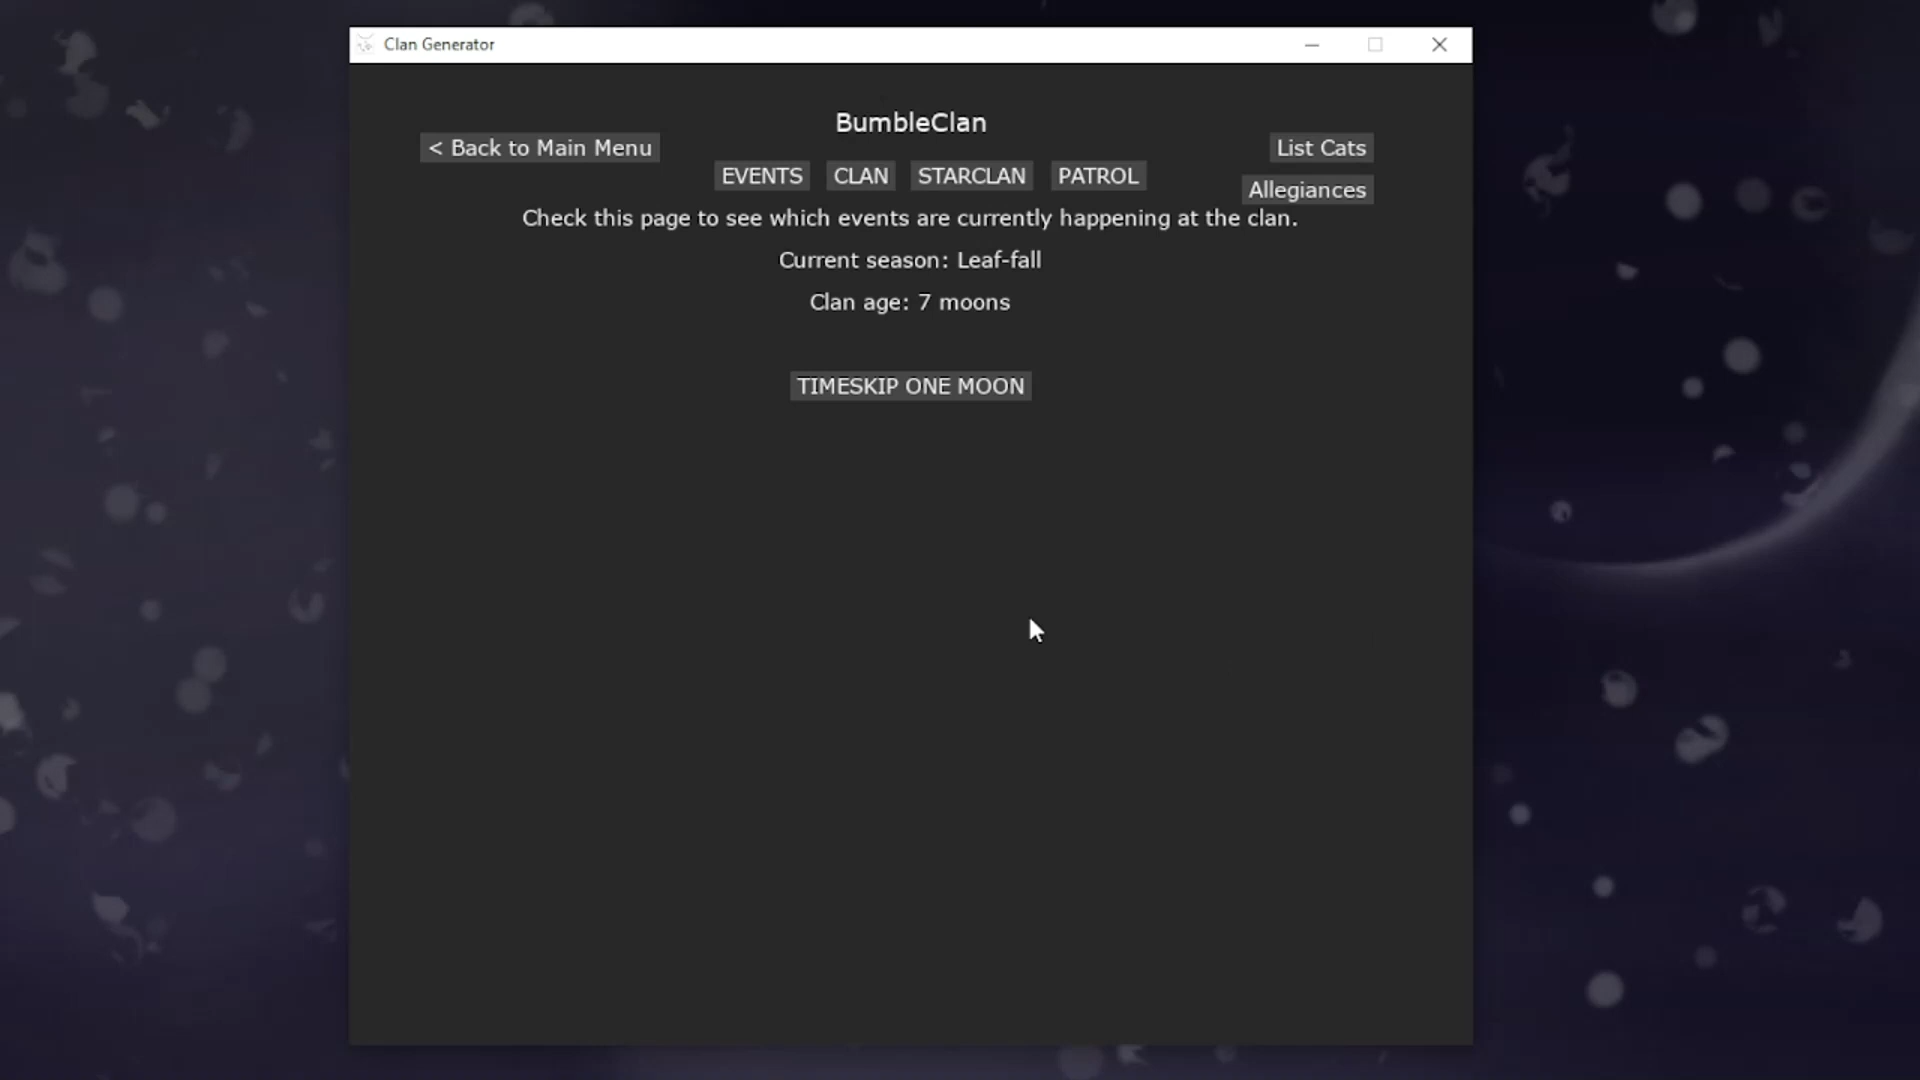 Clan Generator
BumbleClan
< Back to Main Menu
List Cats
EVENTS CLAN STARCLAN PATROL
Allegiances
Check this page to see which events are currently happening at the clan.
Current season: Leaf-fall
Clan age: 7 moons
TIMESKIP ONE MOON